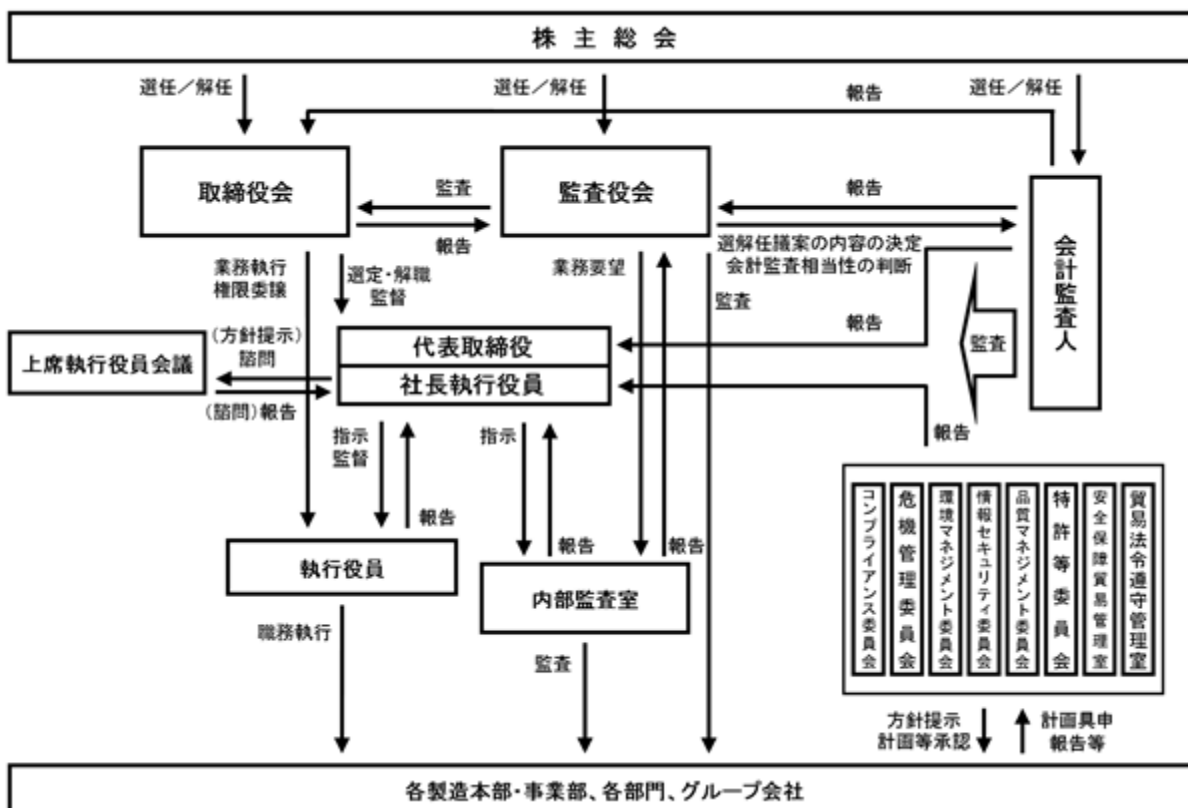 株主総会
選任／解任
選任／解任
報告
選任／解任
取締役会
監査
報告
監査役会
報告
選解任議案の内容の決定
会計監査相当性の判断
会計監査人
業務執行
権限委譲
選定・解職
監督
業務要望
監査
報告
監査
上席執行役員会議
(方針提示)
諮問
(諮問)報告
代表取締役
社長執行役員
指示
監督
報告
指示
報告
報告
報告
執行役員
内部監査室
コンプライアンス委員会
危機管理委員会
環境マネジメント委員会
情報セキュリティ委員会
品質マネジメント委員会
特許等委員会
安全保障貿易管理室
貿易法令遵守管理室
職務執行
監査
方針提示
計画等承認
計画具申
報告等
各製造本部・事業部、各部門、グループ会社